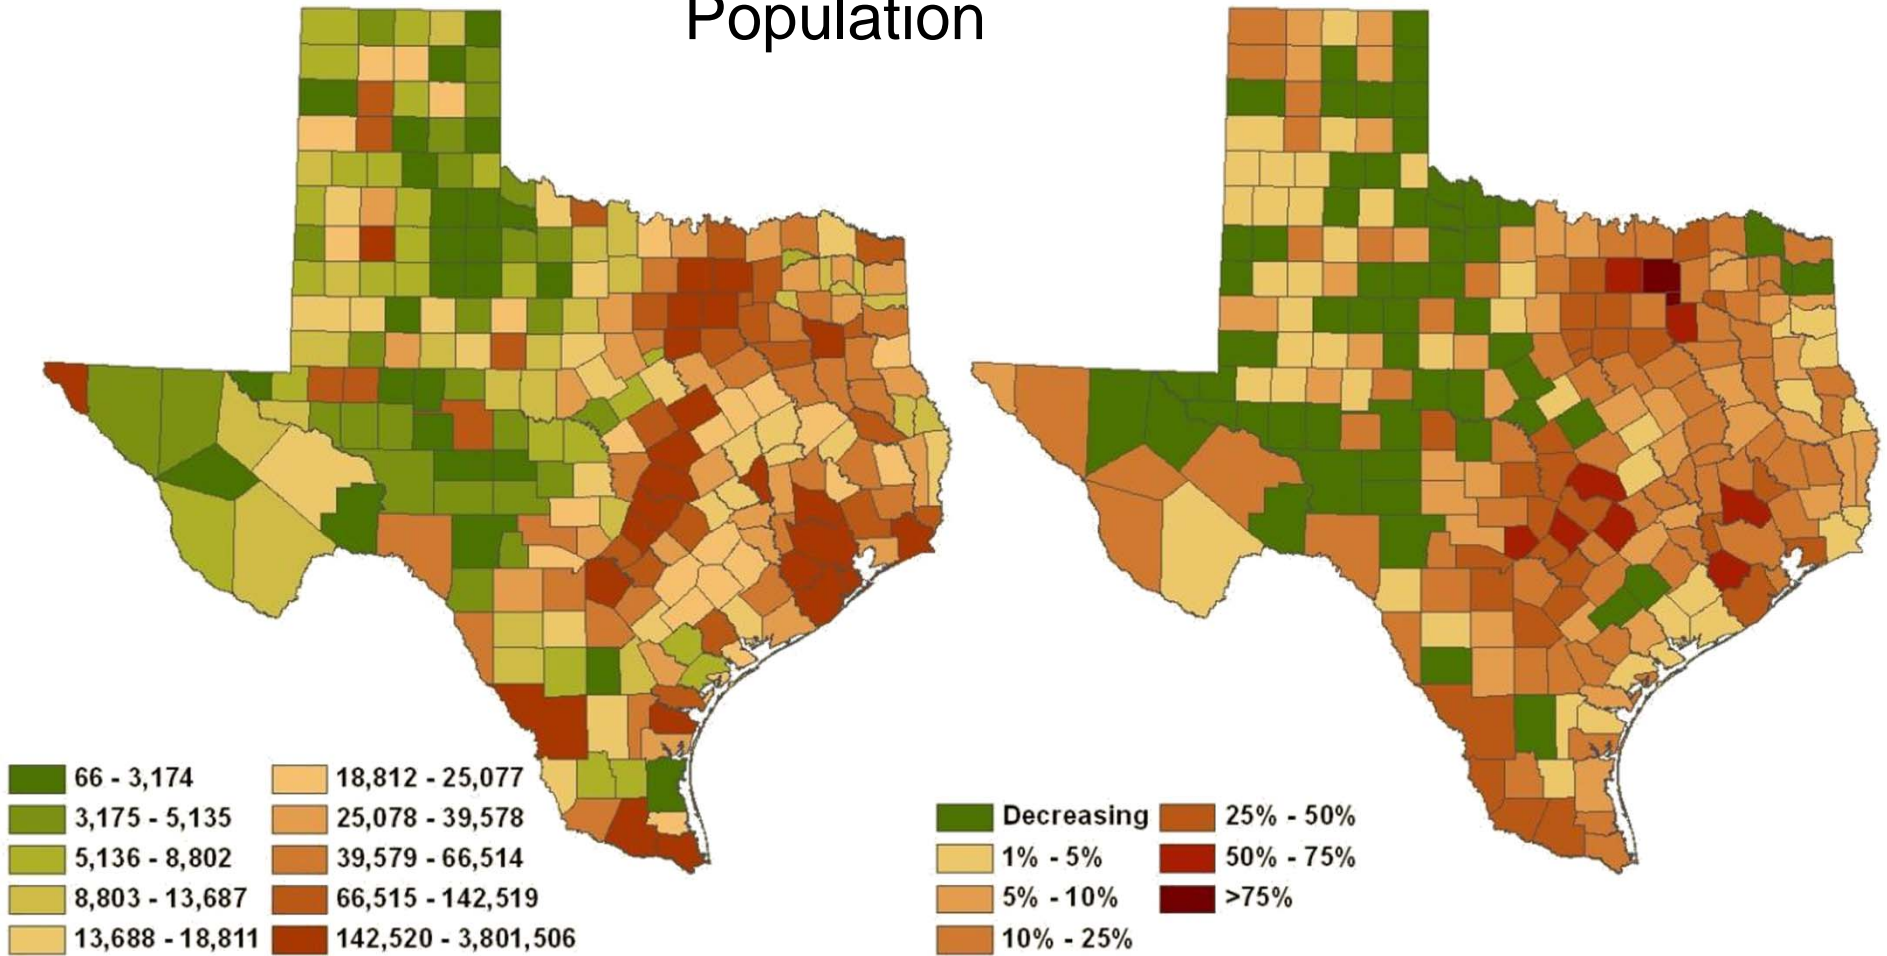 Population
66 - 3,174
3,175 - 5,135
5,136 - 8,802
8,803 - 13,687
13,688 - 18,811
18,812 - 25,077
25,078 - 39,578
39,579 - 66,514
66,515 - 142,519
142,520 - 3,801,506
Decreasing
1% - 5%
5% - 10%
10% - 25%
25% - 50%
50% - 75%
>75%